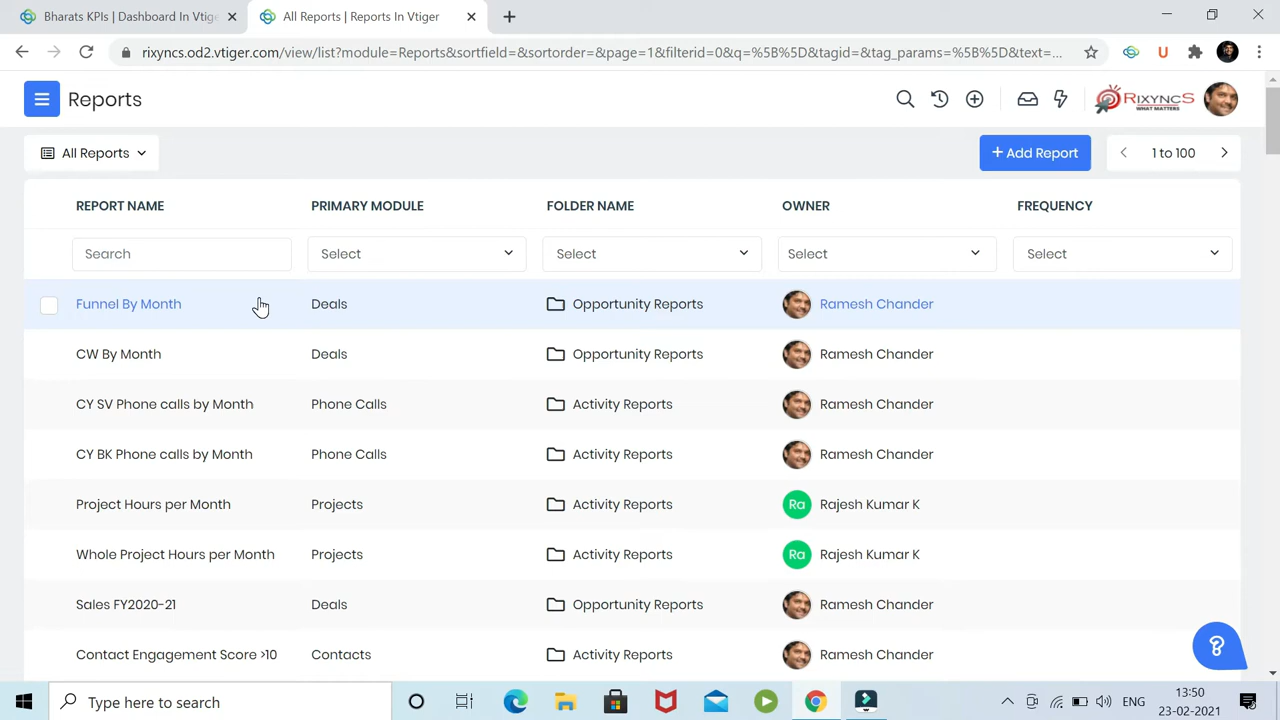 Bharats KPIs | Dashboard In Vtige
All Reports | Reports In Vtiger
rixyncs.od2.vtiger.com/view/list?module=Reports&sortfield=&sortorder=&page=1&filterid=0&q=%5B%5D&tagid=&tag_params=%5B%5D&text=...
U
Reports
RIXYNCS
WHAT MATTERS
All Reports
+ Add Report
1 to 100
REPORT NAME PRIMARY MODULE FOLDER NAME OWNER FREQUENCY
Search Select Select Select Select
Funnel By Month Deals Opportunity Reports Ramesh Chander
CW By Month Deals Opportunity Reports Ramesh Chander
CY SV Phone calls by Month Phone Calls Activity Reports Ramesh Chander
CY BK Phone calls by Month Phone Calls Activity Reports Ramesh Chander
Project Hours per Month Projects Activity Reports Ra Rajesh Kumar K
Whole Project Hours per Month Projects Activity Reports Ra Rajesh Kumar K
Sales FY2020-21 Deals Opportunity Reports Ramesh Chander
Contact Engagement Score >10 Contacts Activity Reports Ramesh Chander
?
Type here to search
ENG
13:50
23-02-2021